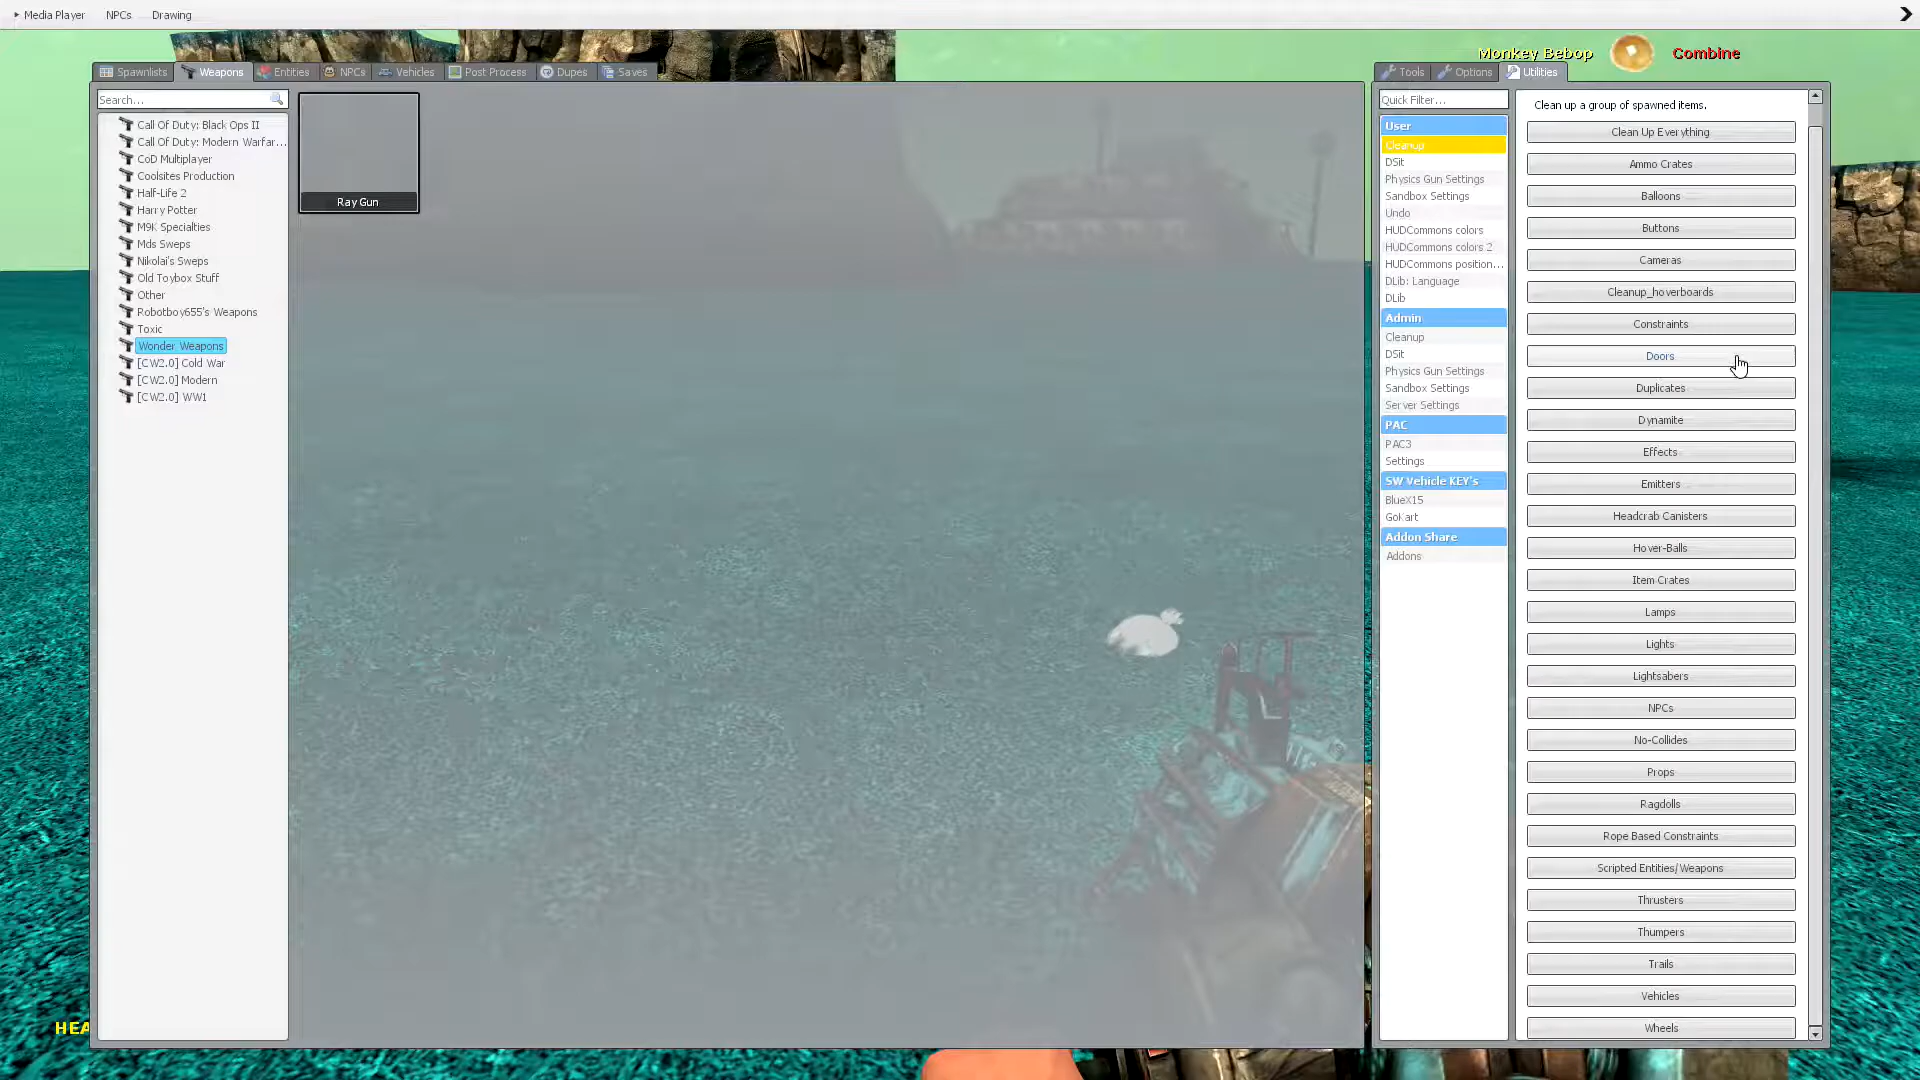 Media Player NPCs Drawing
Monkey Bebop Combine
Spawnlists Weapons Entities NPCs Vehicles Post Process Dupes Saves
Tools Options Utilities
Search...
Call Of Duty: Black Ops II
Call Of Duty: Modern Warfar...
CoD Multiplayer
Coolsites Production
Half-Life 2
Harry Potter
M9K Specialties
Mds Sweps
Nikolai's Sweps
Old Toybox Stuff
Other
Robotboy655's Weapons
Toxic
Wonder Weapons
[CW2.0] Cold War
[CW2.0] Modern
[CW2.0] WW1
Ray Gun
Quick Filter...
User
Cleanup
DSit
Physics Gun Settings
Sandbox Settings
Undo
HUDCommons colors
HUDCommons colors 2
HUDCommons position...
DLib: Language
DLib
Admin
Cleanup
DSit
Physics Gun Settings
Sandbox Settings
Server Settings
PAC
PAC3
Settings
SW Vehicle KEY's
BlueX15
GoKart
Addon Share
Addons
Clean up a group of spawned items.
Clean Up Everything
Ammo Crates
Balloons
Buttons
Cameras
Cleanup_hoverboards
Constraints
Doors
Duplicates
Dynamite
Effects
Emitters
Headcrab Canisters
Hover-Balls
Item Crates
Lamps
Lights
Lightsabers
NPCs
No-Collides
Props
Ragdolls
Rope Based Constraints
Scripted Entities/Weapons
Thrusters
Thumpers
Trails
Vehicles
Wheels
HEA